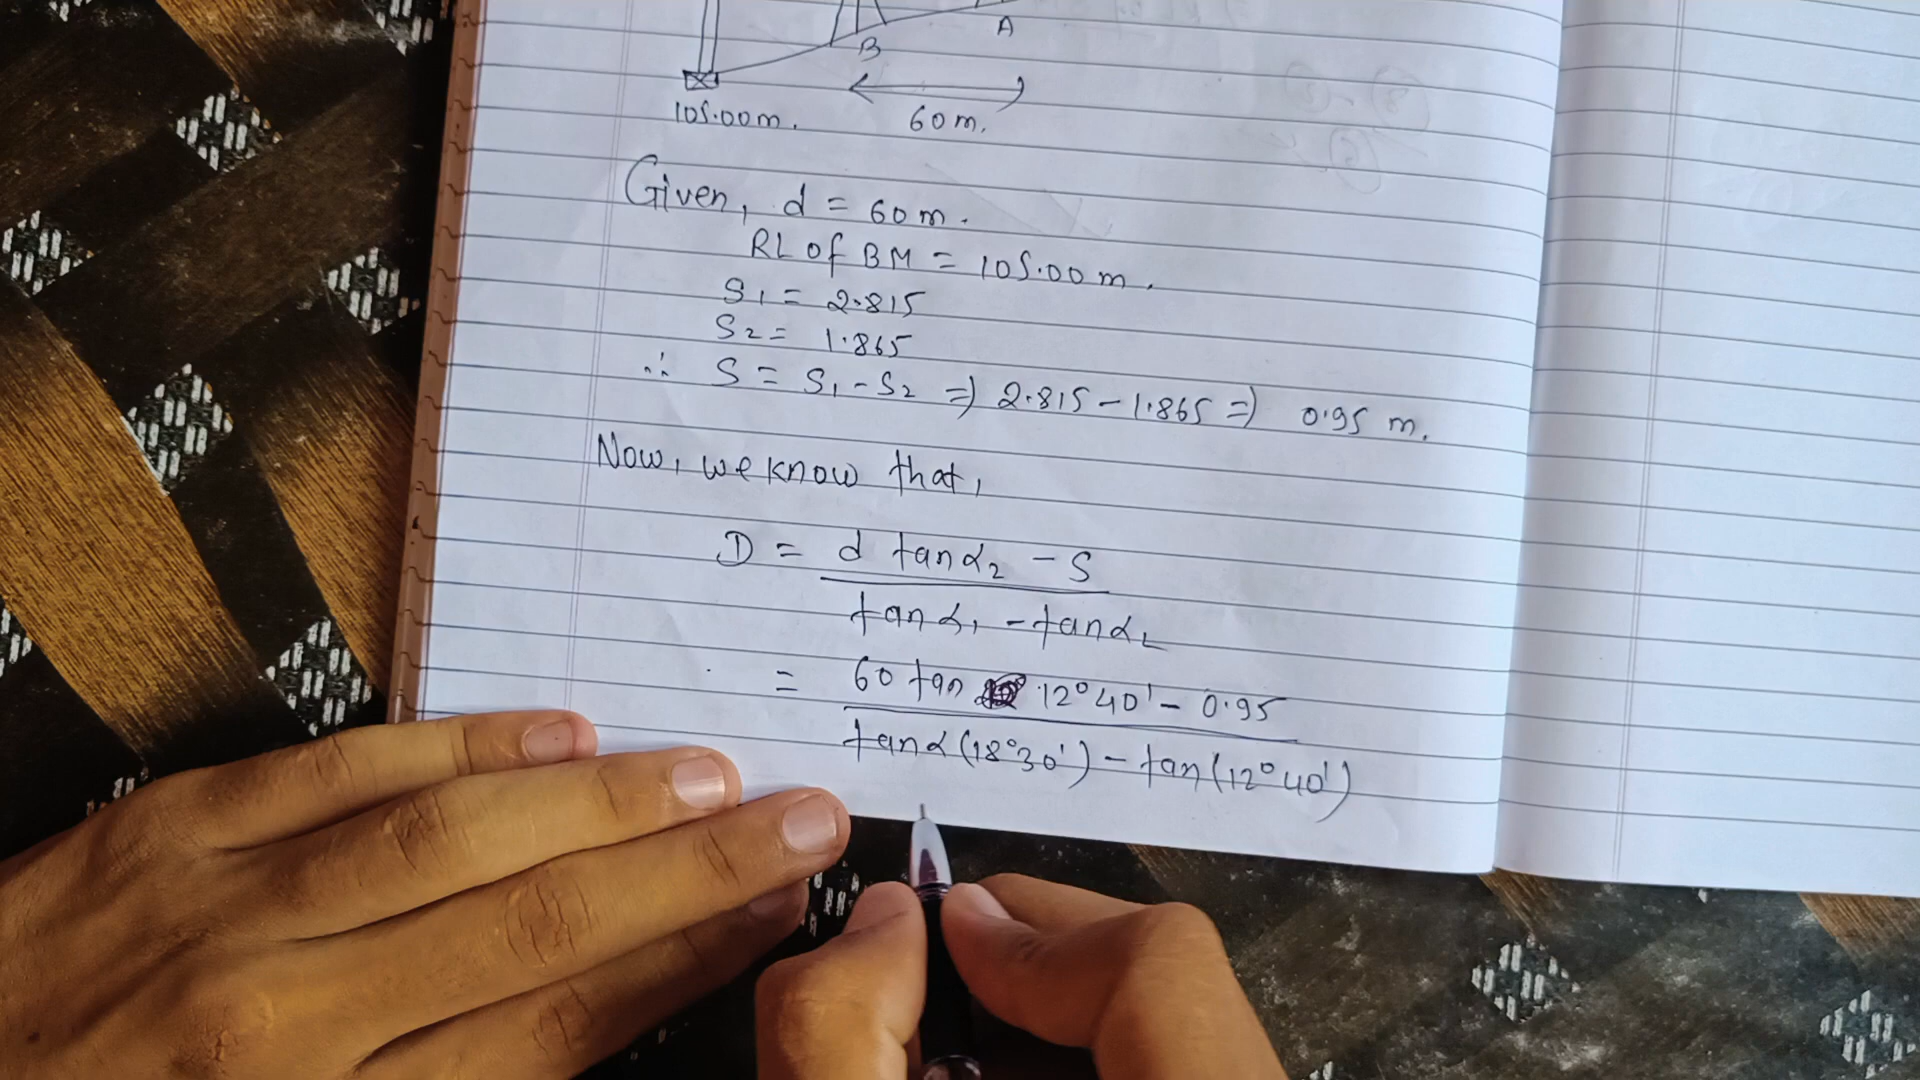 A
B
105.00m.
60m.
Given, d = 60m.
RL of BM = 105.00m.
S₁ = 2.815
S₂ = 1.865
∴ S = S₁ - S₂ ⇒ 2.815 - 1.865 ⇒ 0.95 m.
Now, we know that,
D = d tanα₂ - S
tanα₁ - tanα₂
= 60 tan 12°40' - 0.95
tanα(18°30') - tan(12°40')